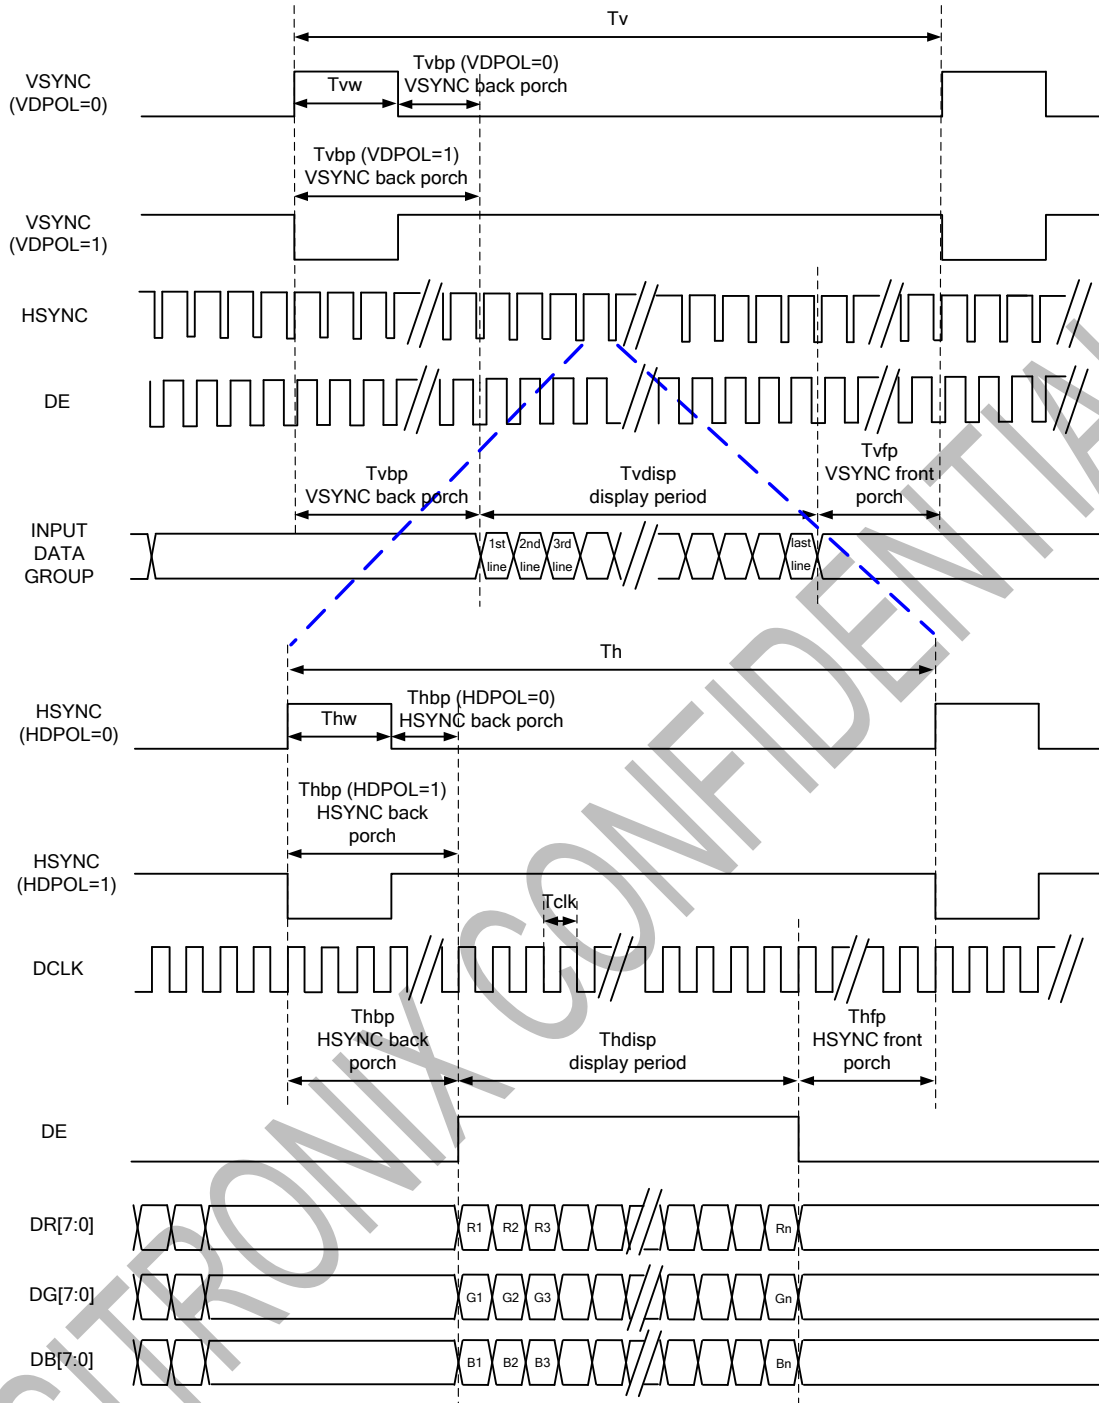 Tv
VSYNC
(VDPOL=0)
Tvw
Tvbp (VDPOL=0)
VSYNC back porch
Tvbp (VDPOL=1)
VSYNC back porch
VSYNC
(VDPOL=1)
HSYNC
DE
Tvbp
VSYNC back porch
Tvdisp
display period
Tvfp
VSYNC front
porch
INPUT
DATA
GROUP
1st
line
2nd
line
3rd
line
last
line
Th
HSYNC
(HDPOL=0)
Thw
Thbp (HDPOL=0)
HSYNC back porch
Thbp (HDPOL=1)
HSYNC back
porch
HSYNC
(HDPOL=1)
Tclk
DCLK
Thbp
HSYNC back
porch
Thdisp
display period
Thfp
HSYNC front
porch
DE
DR[7:0]
R1
R2
R3
Rn
DG[7:0]
G1
G2
G3
Gn
DB[7:0]
B1
B2
B3
Bn
SITRONIX CONFIDENTIAL